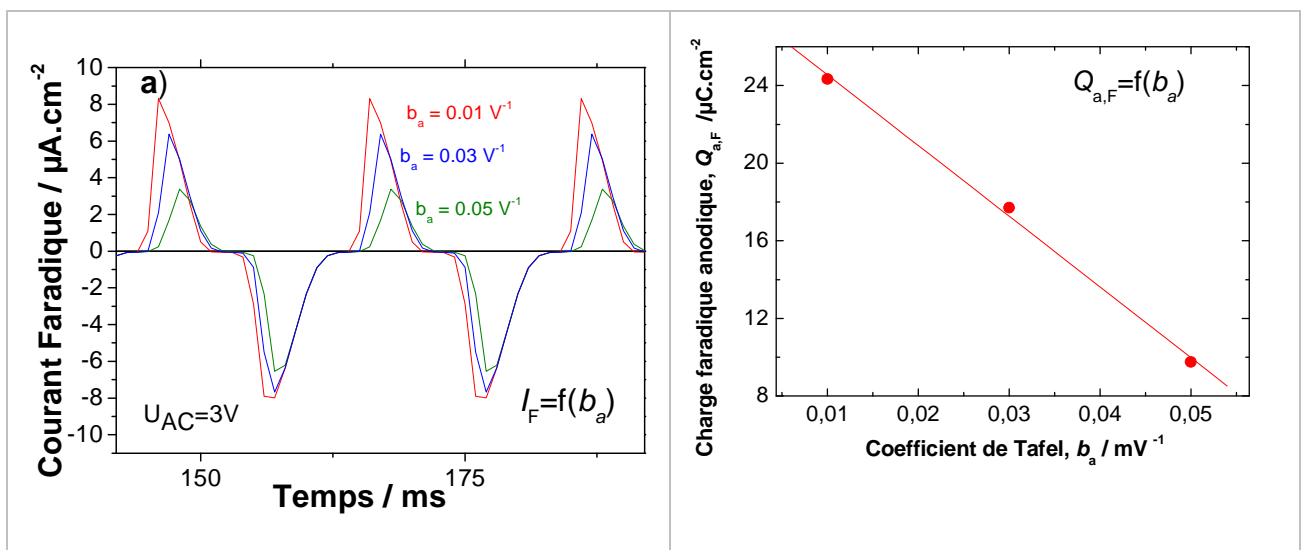 a)
10
8
6
4
2
0
-2
-4
-6
-8
-10
Courant Faradique / µA.cm-2
b_a = 0.01 V-1
b_a = 0.03 V-1
b_a = 0.05 V-1
U_AC=3V
I_F=f(b_a)
150
175
Temps / ms
Charge faradique anodique, Q_a,F /µC.cm-2
24
20
16
12
8
Q_a,F=f(b_a)
0,01
0,02
0,03
0,04
0,05
Coefficient de Tafel, b_a / mV -1